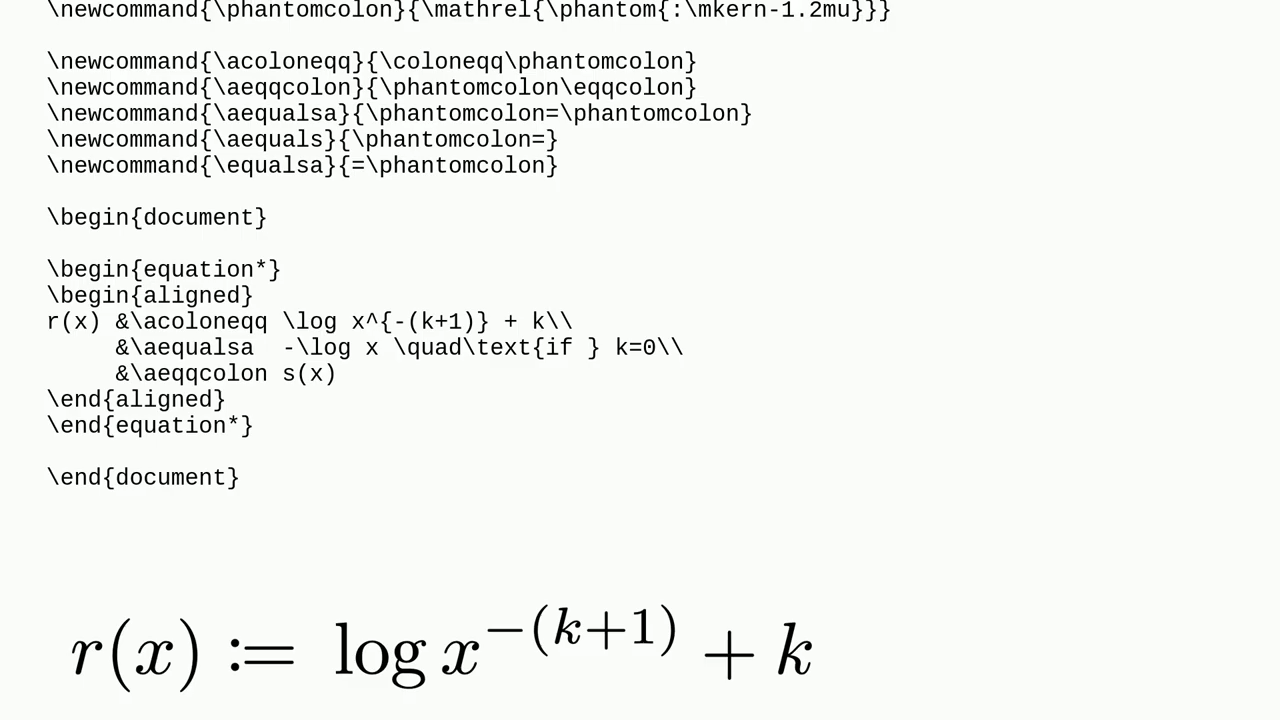 \newcommand{\phantomcolon}{\mathrel{\phantom{:\mkern-1.2mu}}}
\newcommand{\acoloneqq}{\coloneqq\phantomcolon}
\newcommand{\aeqqcolon}{\phantomcolon\eqqcolon}
\newcommand{\aequalsa}{\phantomcolon=\phantomcolon}
\newcommand{\aequals}{\phantomcolon=}
\newcommand{\equalsa}{=\phantomcolon}
\begin{document}
\begin{equation*}
\begin{aligned}
r(x) &\acoloneqq \log x^{-(k+1)} + k\\
     &\aequalsa  -\log x \quad\text{if } k=0\\
     &\aeqqcolon s(x)
\end{aligned}
\end{equation*}
\end{document}
r(x) := log x^{-(k+1)} + k